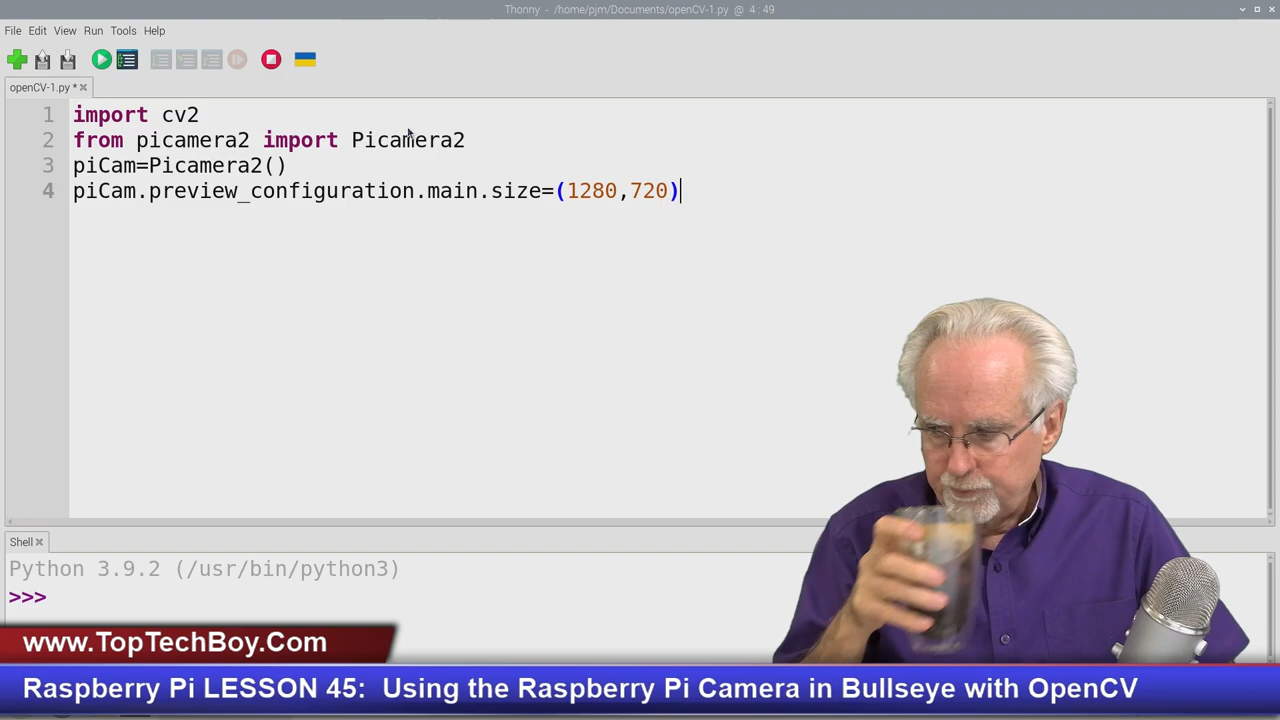 Thonny - /home/pjm/Documents/openCV-1.py @ 4:49
File Edit View Run Tools Help
openCV-1.py *
1 import cv2
2 from picamera2 import Picamera2
3 piCam=Picamera2()
4 piCam.preview_configuration.main.size=(1280,720)
Shell
Python 3.9.2 (/usr/bin/python3)
>>>
www.TopTechBoy.Com
Raspberry Pi LESSON 45: Using the Raspberry Pi Camera in Bullseye with OpenCV